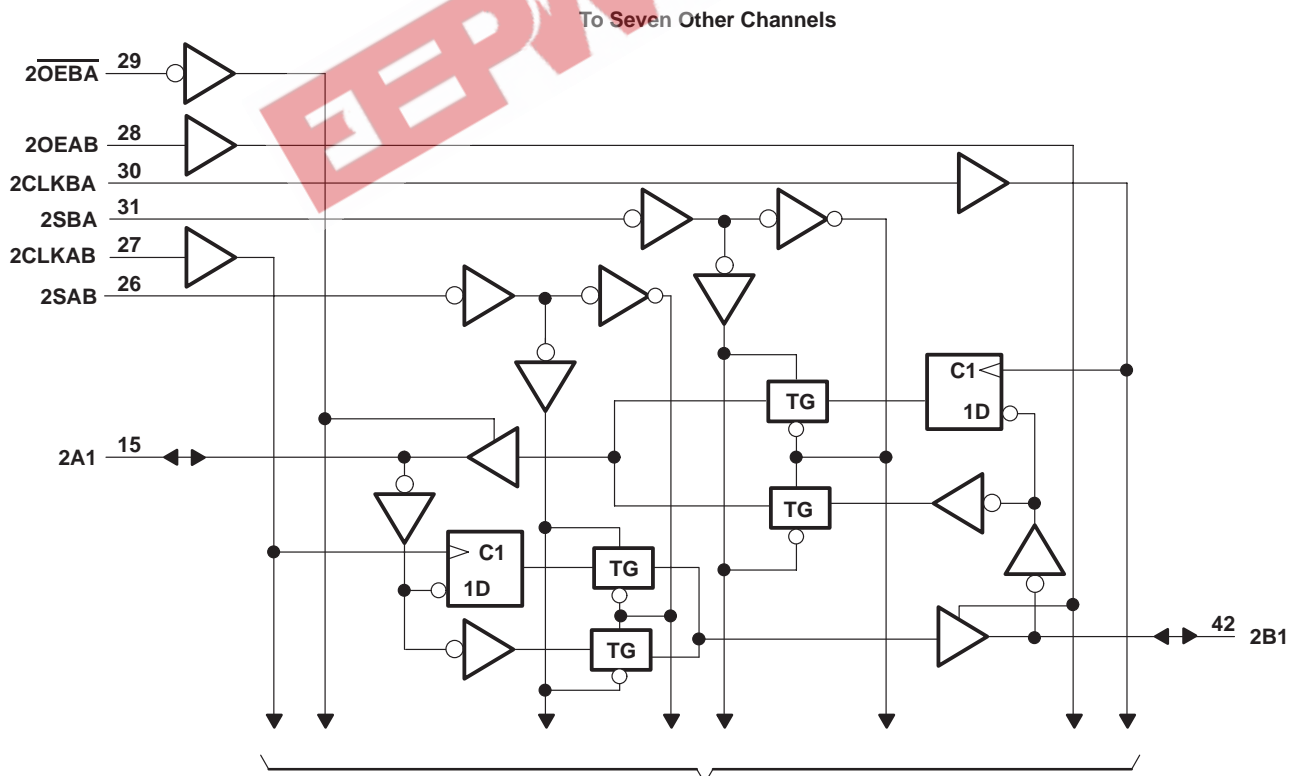 To Seven Other Channels
2OEBA 29
2OEAB 28
2CLKBA 30
2SBA 31
2CLKAB 27
2SAB 26
C1
TG
1D
2A1 15
TG
C1
TG
1D
TG
42 2B1